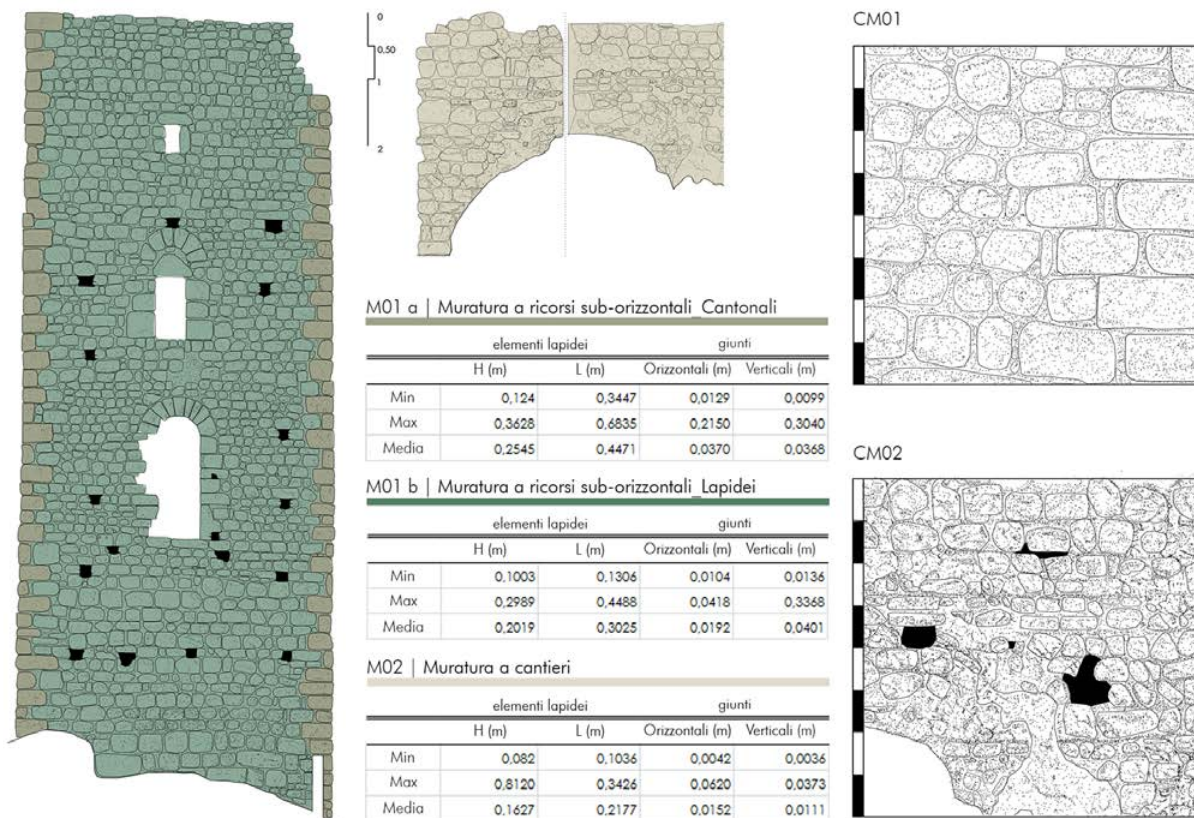 0
0.50
1
2
M01 a | Muratura a ricorsi sub-orizzontali_Cantonali
elementi lapidei giunti
H (m) L (m) Orizzontali (m) Verticali (m)
Min 0,124 0,3447 0,0129 0,0099
Max 0,3628 0,6835 0,2150 0,3040
Media 0,2545 0,4471 0,0370 0,0368
M01 b | Muratura a ricorsi sub-orizzontali_Lapidei
elementi lapidei giunti
H (m) L (m) Orizzontali (m) Verticali (m)
Min 0,1003 0,1306 0,0104 0,0136
Max 0,2989 0,4488 0,0418 0,3368
Media 0,2019 0,3025 0,0192 0,0401
M02 | Muratura a cantieri
elementi lapidei giunti
H (m) L (m) Orizzontali (m) Verticali (m)
Min 0,082 0,1036 0,0042 0,0036
Max 0,8120 0,3426 0,0620 0,0373
Media 0,1627 0,2177 0,0152 0,0111
CM01
CM02